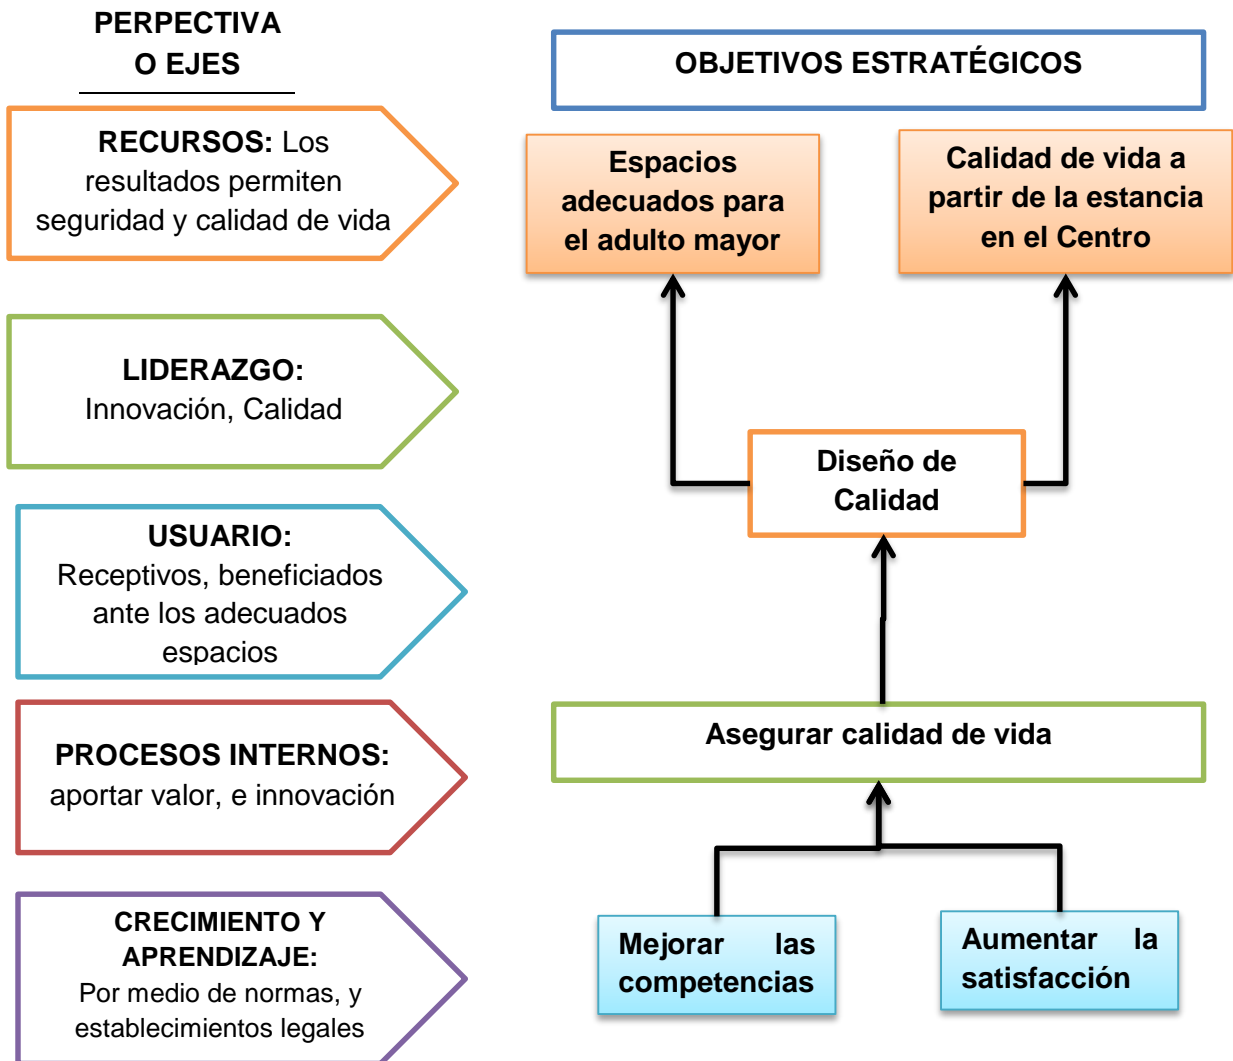 PERPECTIVA
O EJES
RECURSOS: Los
resultados permiten
seguridad y calidad de vida
LIDERAZGO:
Innovación, Calidad
USUARIO:
Receptivos, beneficiados
ante los adecuados
espacios
PROCESOS INTERNOS:
aportar valor, e innovación
CRECIMIENTO Y
APRENDIZAJE:
Por medio de normas, y
establecimientos legales
OBJETIVOS ESTRATÉGICOS
Espacios
adecuados para
el adulto mayor
Calidad de vida a
partir de la estancia
en el Centro
Diseño de
Calidad
Asegurar calidad de vida
Mejorar las
competencias
Aumentar la
satisfacción